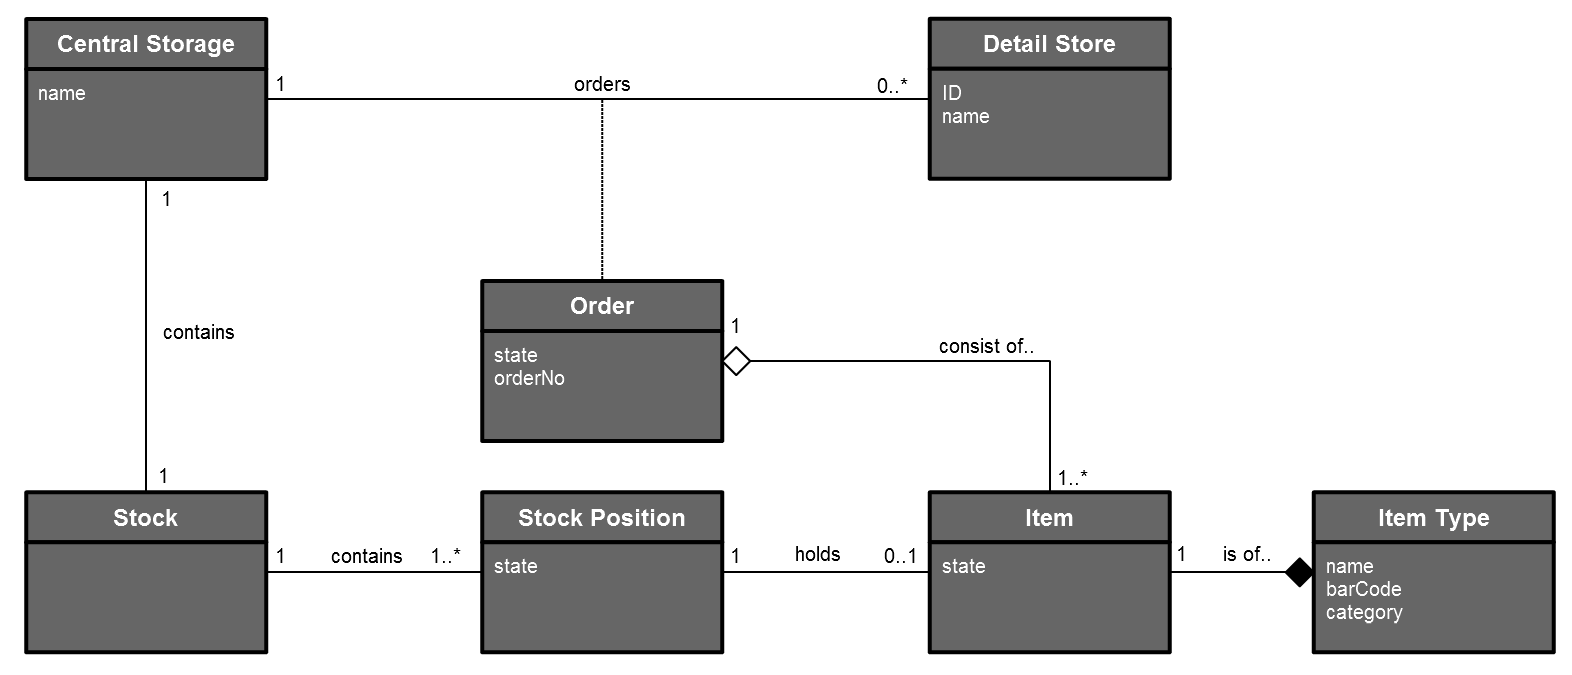 Central Storage
name
1
orders
0..*
Detail Store
ID
name
1
contains
1
Order
state
orderNo
1
consist of..
1..*
Stock
1
contains
1..*
Stock Position
state
1
holds
0..1
Item
state
1
is of..
Item Type
name
barCode
category